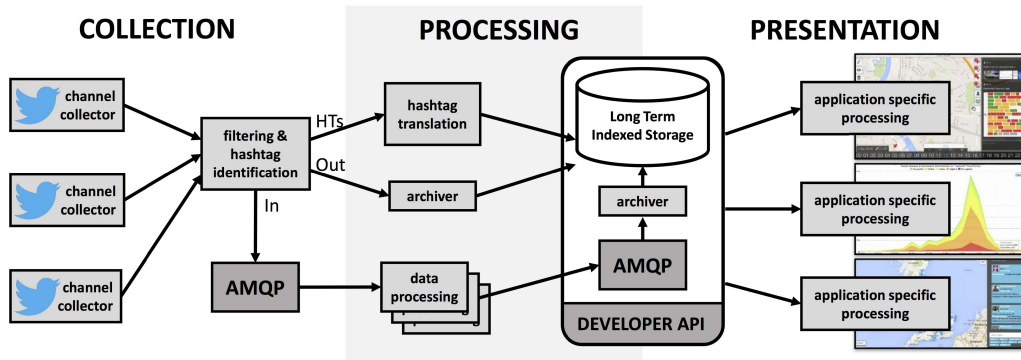 COLLECTION
PROCESSING
PRESENTATION
channel
collector
channel
collector
channel
collector
filtering &
hashtag
identification
HTs
Out
In
AMQP
hashtag
translation
archiver
data
processing
Long Term
Indexed Storage
archiver
AMQP
DEVELOPER API
application specific
processing
application specific
processing
application specific
processing